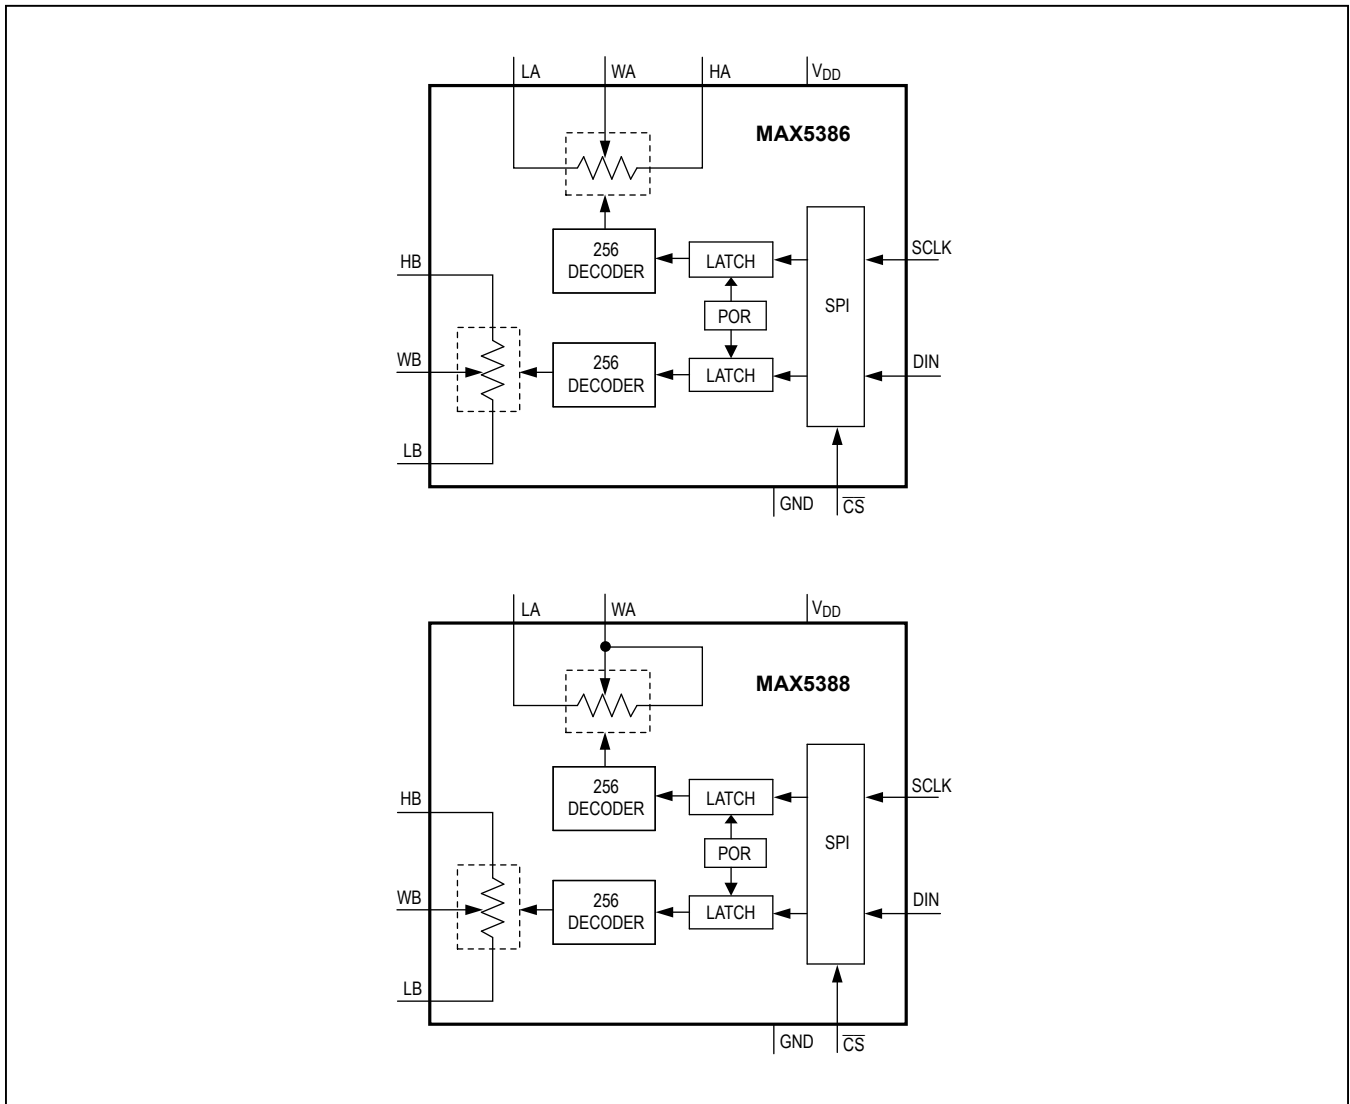 LA WA HA VDD
MAX5386
256
DECODER
LATCH
SCLK
HB
POR
SPI
WB
256
DECODER
LATCH
DIN
LB
GND CS
LA WA VDD
MAX5388
256
DECODER
LATCH
SCLK
HB
POR
SPI
WB
256
DECODER
LATCH
DIN
LB
GND CS